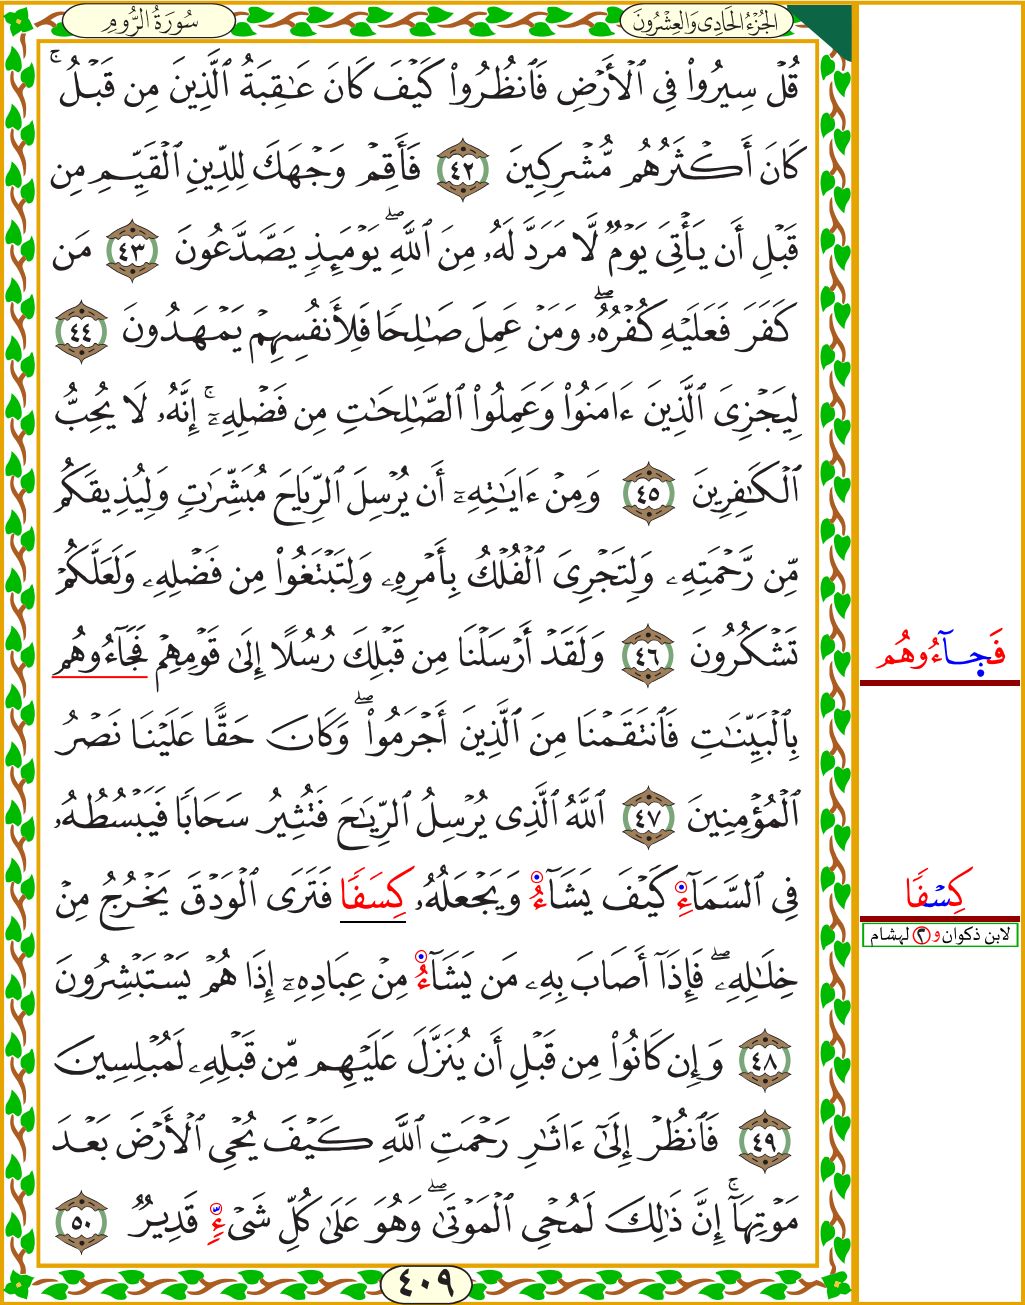 سُورَةُ الرُّومِ
الجُزْءُ الحَادِى وَالعِشْرُونَ
قُلْ سِيرُوا۟ فِى ٱلْأَرْضِ فَٱنظُرُوا۟ كَيْفَ كَانَ عَـٰقِبَةُ ٱلَّذِينَ مِن قَبْلُ ۚ
كَانَ أَكْثَرُهُم مُّشْرِكِينَ ٤٢ فَأَقِمْ وَجْهَكَ لِلدِّينِ ٱلْقَيِّمِ مِن
قَبْلِ أَن يَأْتِىَ يَوْمٌ لَّا مَرَدَّ لَهُۥ مِنَ ٱللَّهِ ۖ يَوْمَئِذٍ يَصَّدَّعُونَ ٤٣ مَن
كَفَرَ فَعَلَيْهِ كُفْرُهُۥ ۖ وَمَنْ عَمِلَ صَـٰلِحًا فَلِأَنفُسِهِمْ يَمْهَدُونَ ٤٤
لِيَجْزِىَ ٱلَّذِينَ ءَامَنُوا۟ وَعَمِلُوا۟ ٱلصَّـٰلِحَـٰتِ مِن فَضْلِهِۦٓ ۚ إِنَّهُۥ لَا يُحِبُّ
ٱلْكَـٰفِرِينَ ٤٥ وَمِنْ ءَايَـٰتِهِۦٓ أَن يُرْسِلَ ٱلرِّيَاحَ مُبَشِّرَٰتٍ وَلِيُذِيقَكُم
مِّن رَّحْمَتِهِۦ وَلِتَجْرِىَ ٱلْفُلْكُ بِأَمْرِهِۦ وَلِتَبْتَغُوا۟ مِن فَضْلِهِۦ وَلَعَلَّكُمْ
تَشْكُرُونَ ٤٦ وَلَقَدْ أَرْسَلْنَا مِن قَبْلِكَ رُسُلًا إِلَىٰ قَوْمِهِمْ فَجَآءُوهُم
فَجَآءُوهُم
بِٱلْبَيِّنَـٰتِ فَٱنتَقَمْنَا مِنَ ٱلَّذِينَ أَجْرَمُوا۟ ۖ وَكَانَ حَقًّا عَلَيْنَا نَصْرُ
ٱلْمُؤْمِنِينَ ٤٧ ٱللَّهُ ٱلَّذِى يُرْسِلُ ٱلرِّيَـٰحَ فَتُثِيرُ سَحَابًا فَيَبْسُطُهُۥ
فِى ٱلسَّمَآءِ كَيْفَ يَشَآءُ وَيَجْعَلُهُۥ كِسَفًا فَتَرَى ٱلْوَدْقَ يَخْرُجُ مِنْ
كِسْفًا
لابن ذكوان و٢ لهشام
خِلَـٰلِهِۦ ۖ فَإِذَآ أَصَابَ بِهِۦ مَن يَشَآءُ مِنْ عِبَادِهِۦٓ إِذَا هُمْ يَسْتَبْشِرُونَ
٤٨ وَإِن كَانُوا۟ مِن قَبْلِ أَن يُنَزَّلَ عَلَيْهِم مِّن قَبْلِهِۦ لَمُبْلِسِينَ
٤٩ فَٱنظُرْ إِلَىٰٓ ءَاثَـٰرِ رَحْمَتِ ٱللَّهِ كَيْفَ يُحْىِ ٱلْأَرْضَ بَعْدَ
مَوْتِهَآ ۚ إِنَّ ذَٰلِكَ لَمُحْىِ ٱلْمَوْتَىٰ ۖ وَهُوَ عَلَىٰ كُلِّ شَىْءٍ قَدِيرٌ ٥٠
٤٠٩